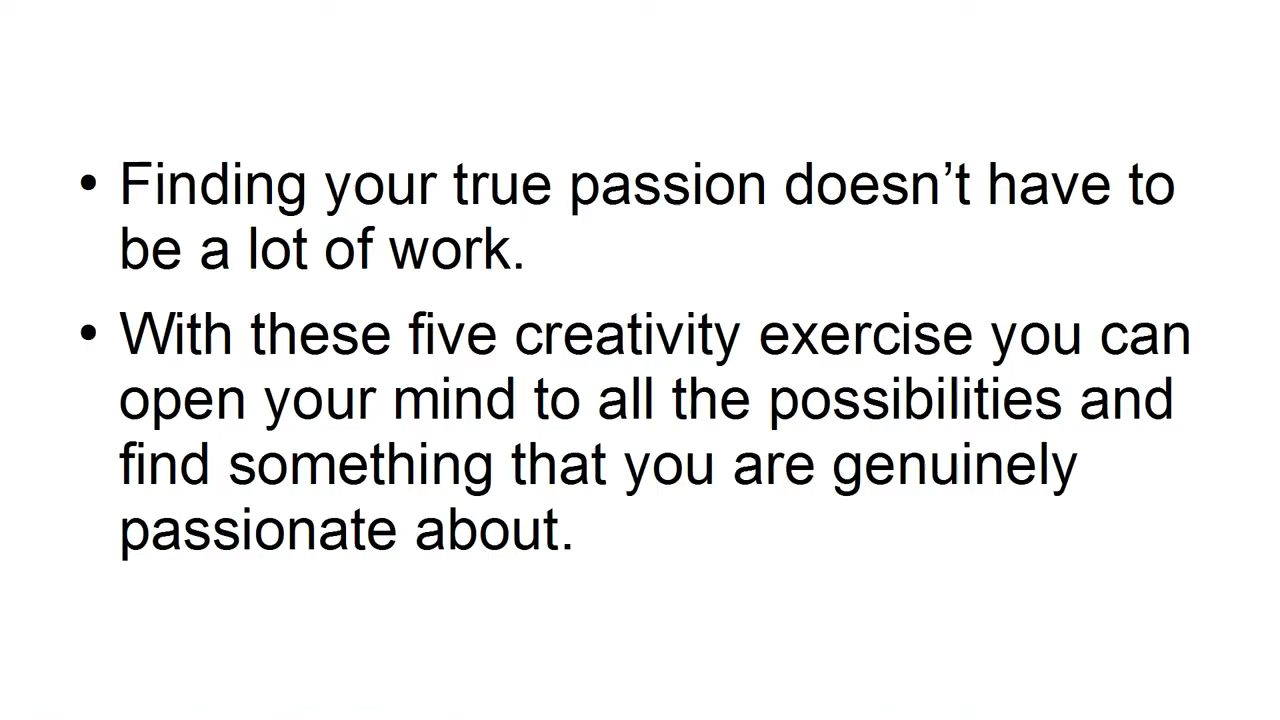 • Finding your true passion doesn’t have to
be a lot of work.
• With these five creativity exercise you can
open your mind to all the possibilities and
find something that you are genuinely
passionate about.